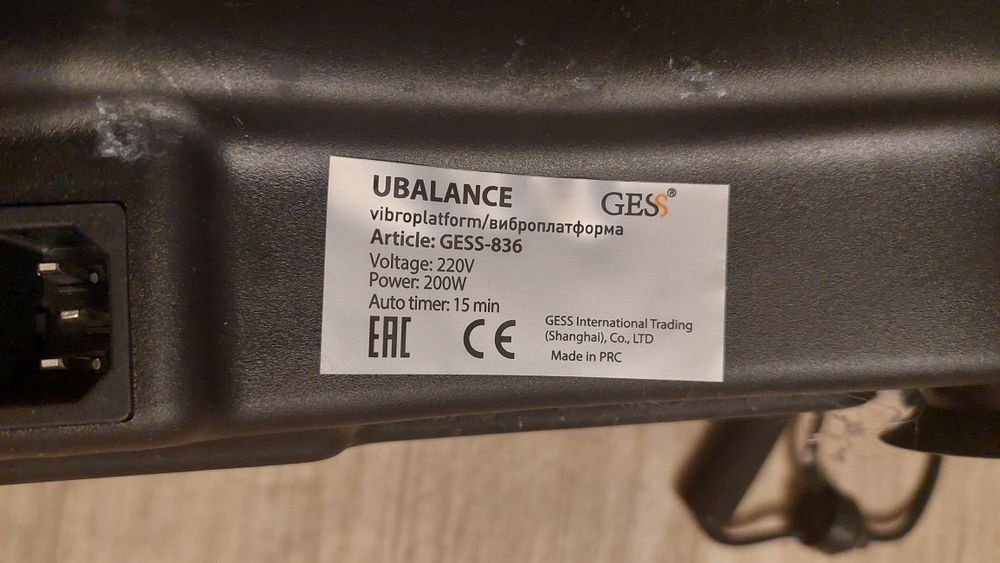 UBALANCE
GESS®
vibroplatform/виброплатформа
Article: GESS-836
Voltage: 220V
Power: 200W
Auto timer: 15 min
EAC CE
GESS International Trading
(Shanghai), Co., LTD
Made in PRC